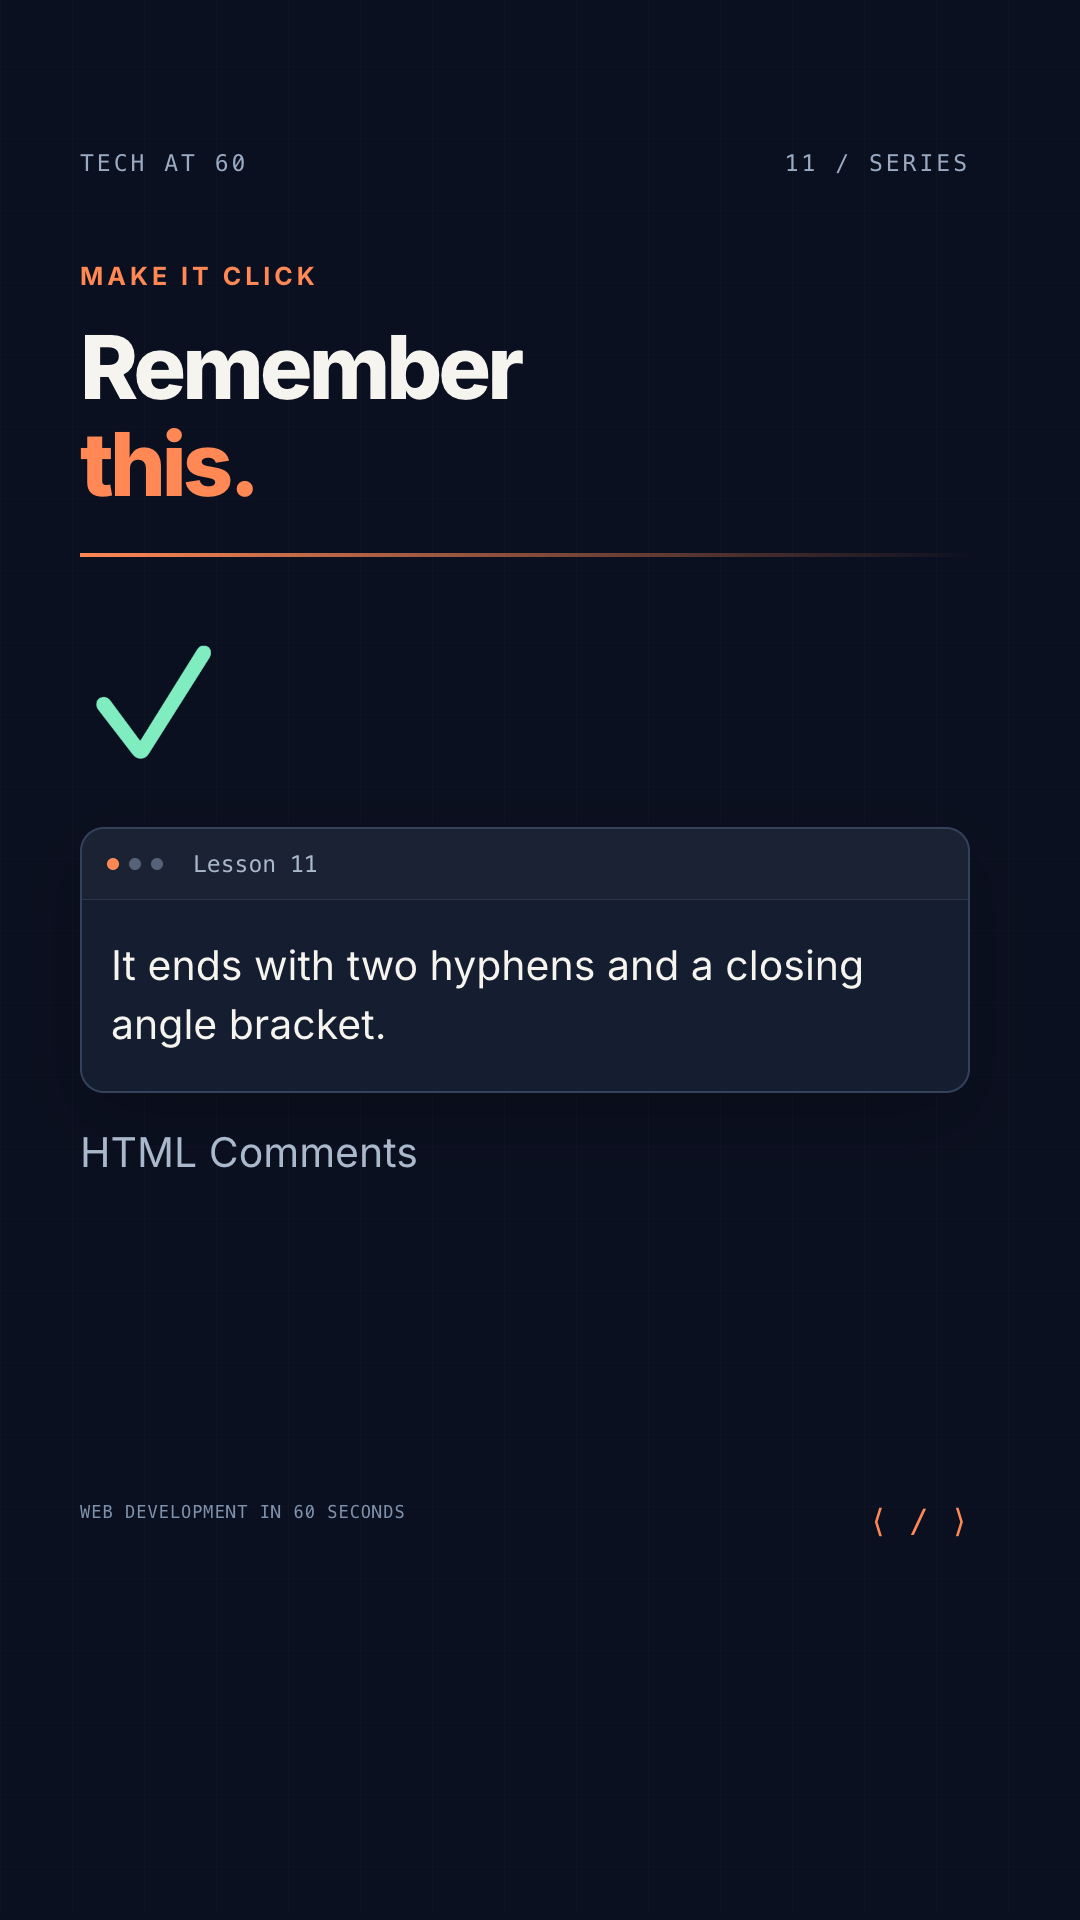 TECH AT 60
11 / SERIES
MAKE IT CLICK
Remember
this.
Lesson 11
It ends with two hyphens and a closing
angle bracket.
HTML Comments
WEB DEVELOPMENT IN 60 SECONDS
⟨ / ⟩